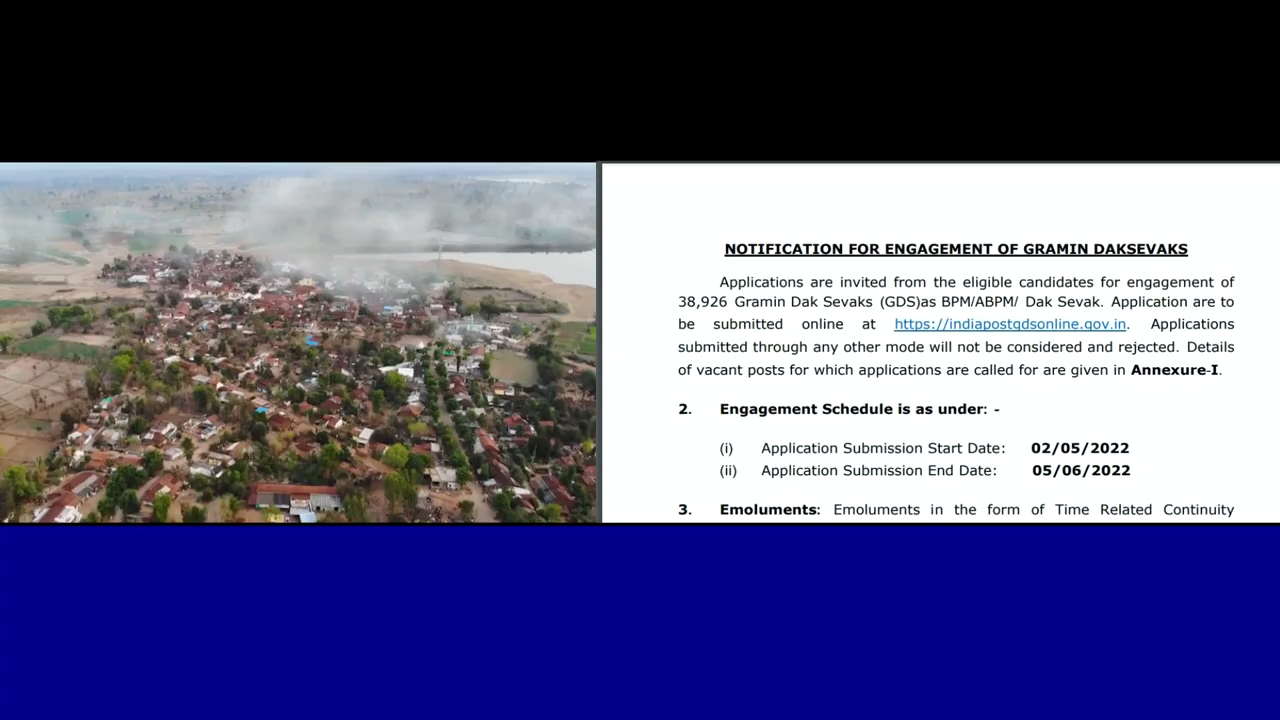 NOTIFICATION FOR ENGAGEMENT OF GRAMIN DAKSEVAKS
Applications are invited from the eligible candidates for engagement of
38,926 Gramin Dak Sevaks (GDS)as BPM/ABPM/ Dak Sevak. Application are to
be submitted online at https://indiapostgdsonline.gov.in. Applications
submitted through any other mode will not be considered and rejected. Details
of vacant posts for which applications are called for are given in Annexure-I.
2. Engagement Schedule is as under: -
(i) Application Submission Start Date: 02/05/2022
(ii) Application Submission End Date: 05/06/2022
3. Emoluments: Emoluments in the form of Time Related Continuity